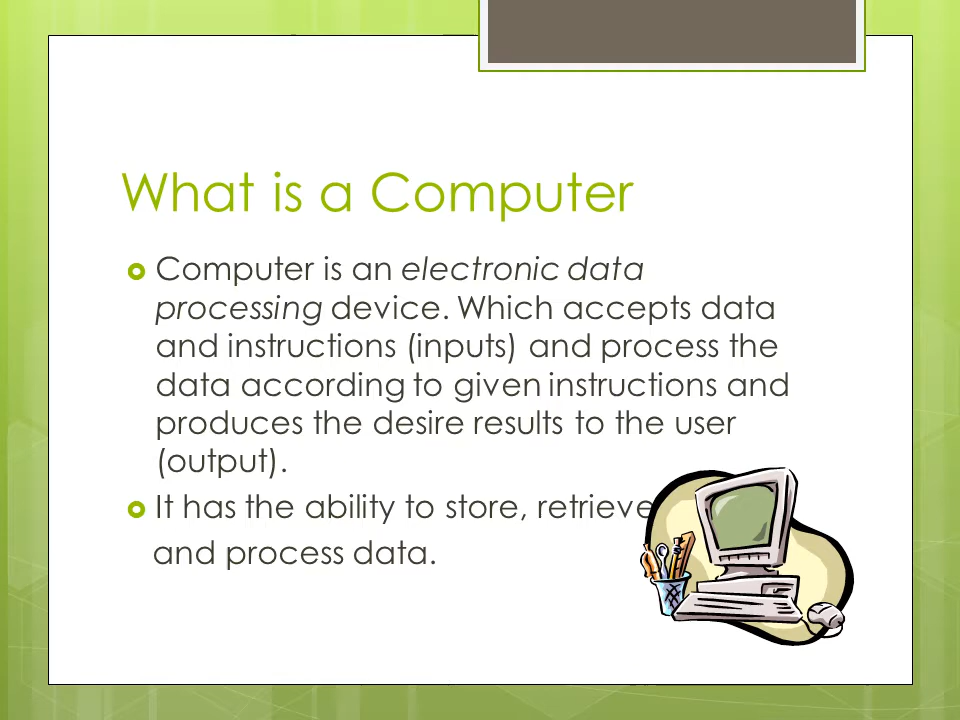 What is a Computer
Computer is an electronic data
processing device. Which accepts data
and instructions (inputs) and process the
data according to given instructions and
produces the desire results to the user
(output).
It has the ability to store, retrieve
and process data.